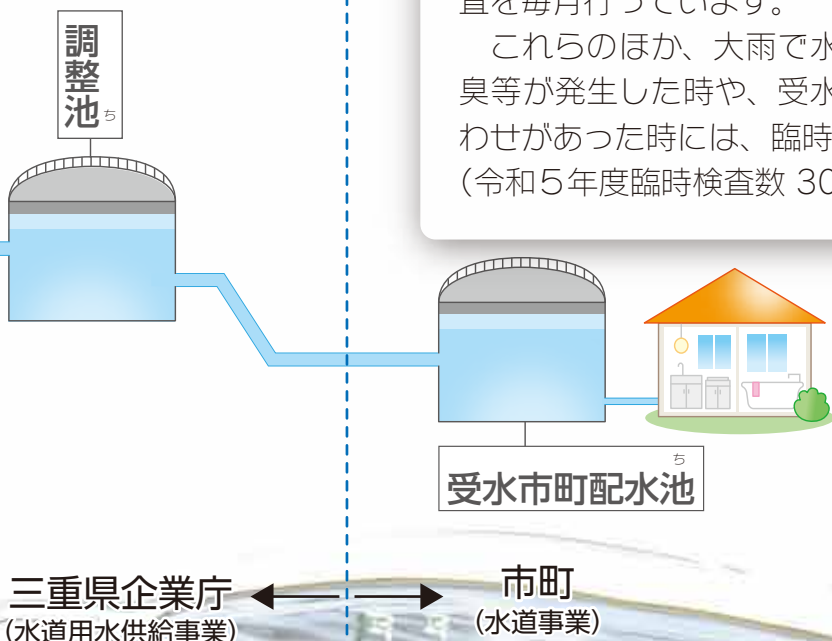 査を毎月行っています。
これらのほか、大雨で水
臭等が発生した時や、受水
わせがあった時には、臨時
(令和5年度臨時検査数 30
調整池
ち
ち
受水市町配水池
三重県企業庁
(水道用水供給事業)
市町
(水道事業)